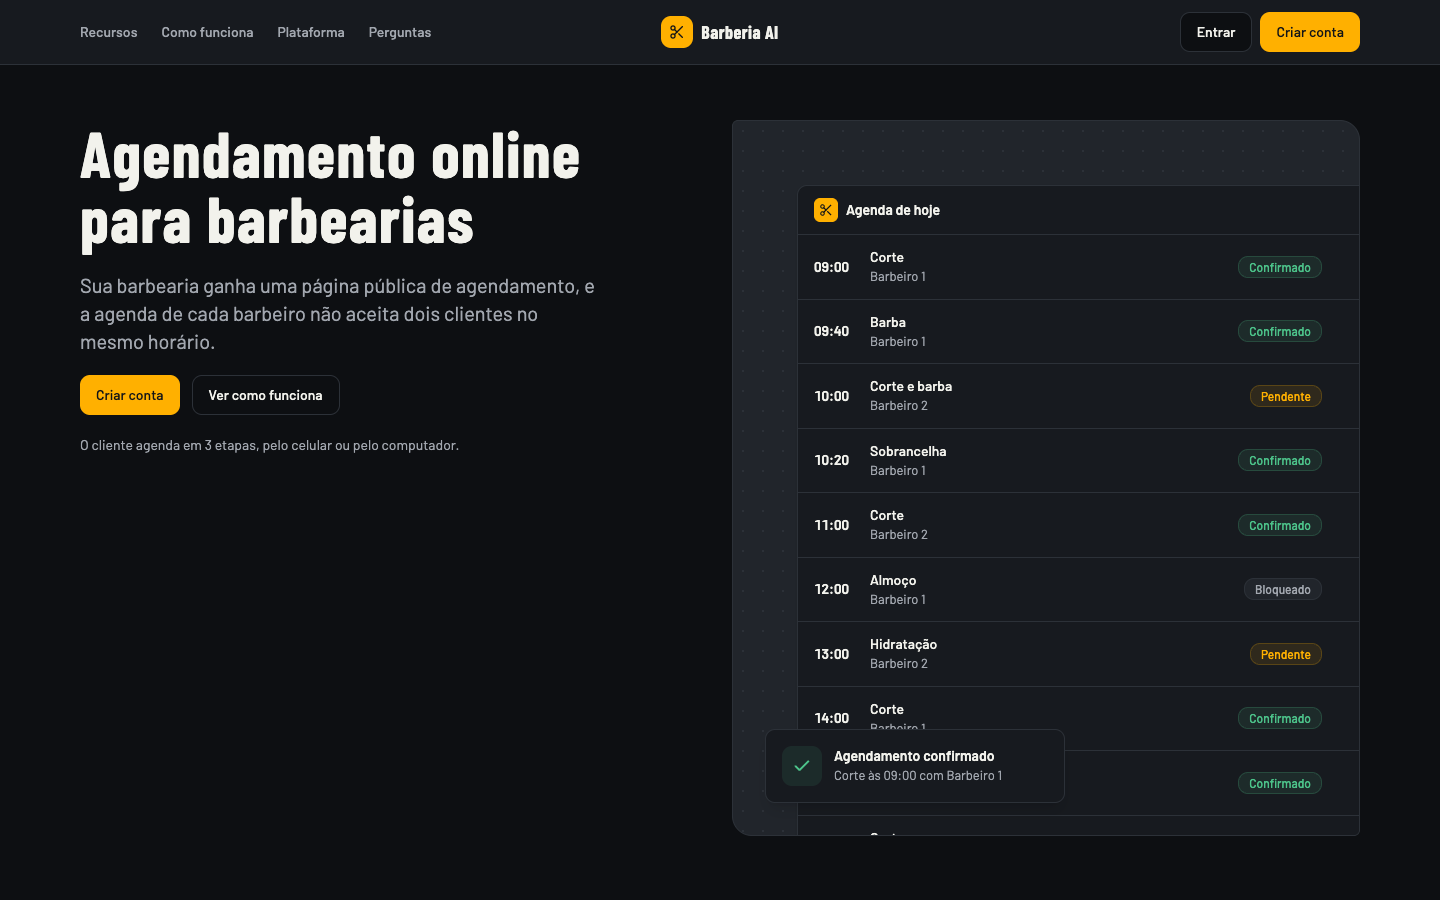 Recursos
Como funciona
Plataforma
Perguntas
Barberia AI
Entrar
Criar conta
Agendamento online
para barbearias
Sua barbearia ganha uma página pública de agendamento, e
a agenda de cada barbeiro não aceita dois clientes no
mesmo horário.
Criar conta
Ver como funciona
O cliente agenda em 3 etapas, pelo celular ou pelo computador.
Agenda de hoje
09:00
Corte
Barbeiro 1
Confirmado
09:40
Barba
Barbeiro 1
Confirmado
10:00
Corte e barba
Barbeiro 2
Pendente
10:20
Sobrancelha
Barbeiro 1
Confirmado
11:00
Corte
Barbeiro 2
Confirmado
12:00
Almoço
Barbeiro 1
Bloqueado
13:00
Hidratação
Barbeiro 2
Pendente
14:00
Corte
Barbeiro 1
Confirmado
Agendamento confirmado
Corte às 09:00 com Barbeiro 1
Confirmado